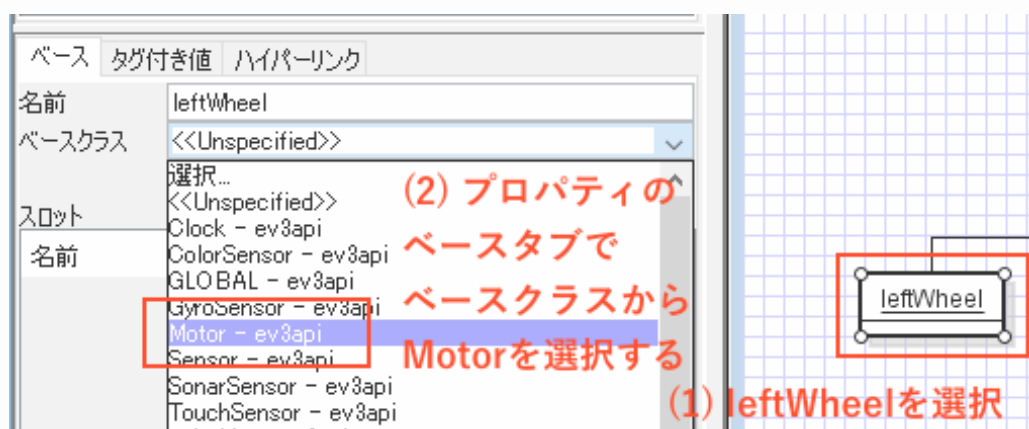 ベース タグ付き値 ハイパーリンク
名前 leftWheel
ベースクラス <<Unspecified>>
選択...
<<Unspecified>>
スロット
Clock - ev3api
名前
ColorSensor - ev3api
GLOBAL - ev3api
GyroSensor - ev3api
Motor - ev3api
Sensor - ev3api
SonarSensor - ev3api
TouchSensor - ev3api
(2) プロパティの
ベースタブで
ベースクラスから
Motorを選択する
leftWheel
(1) leftWheelを選択